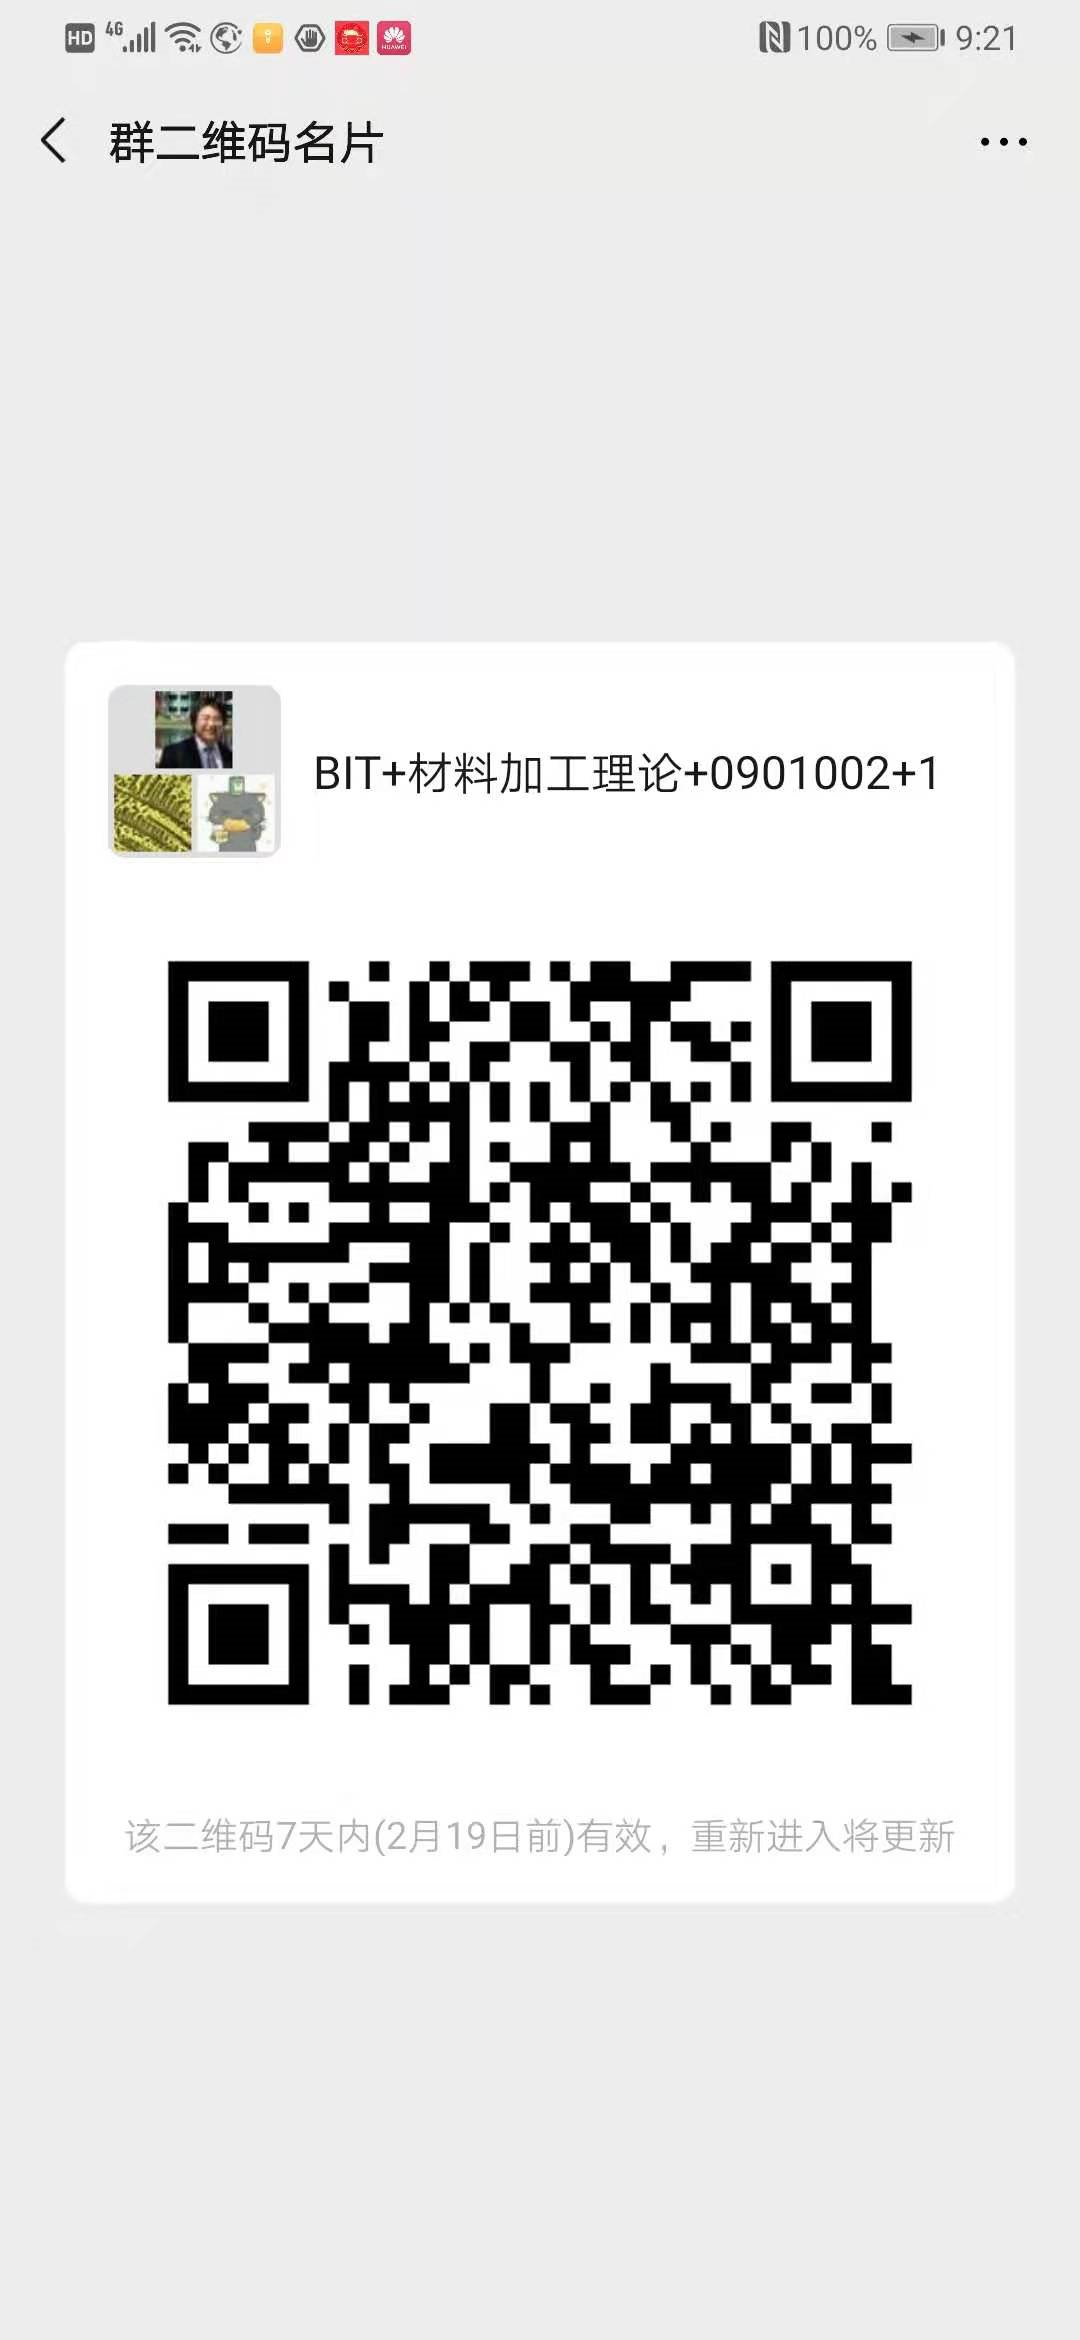 HD 4G 100% 9:21
HUAWEI
群二维码名片
BIT+材料加工理论+0901002+1
该二维码7天内(2月19日前)有效，重新进入将更新